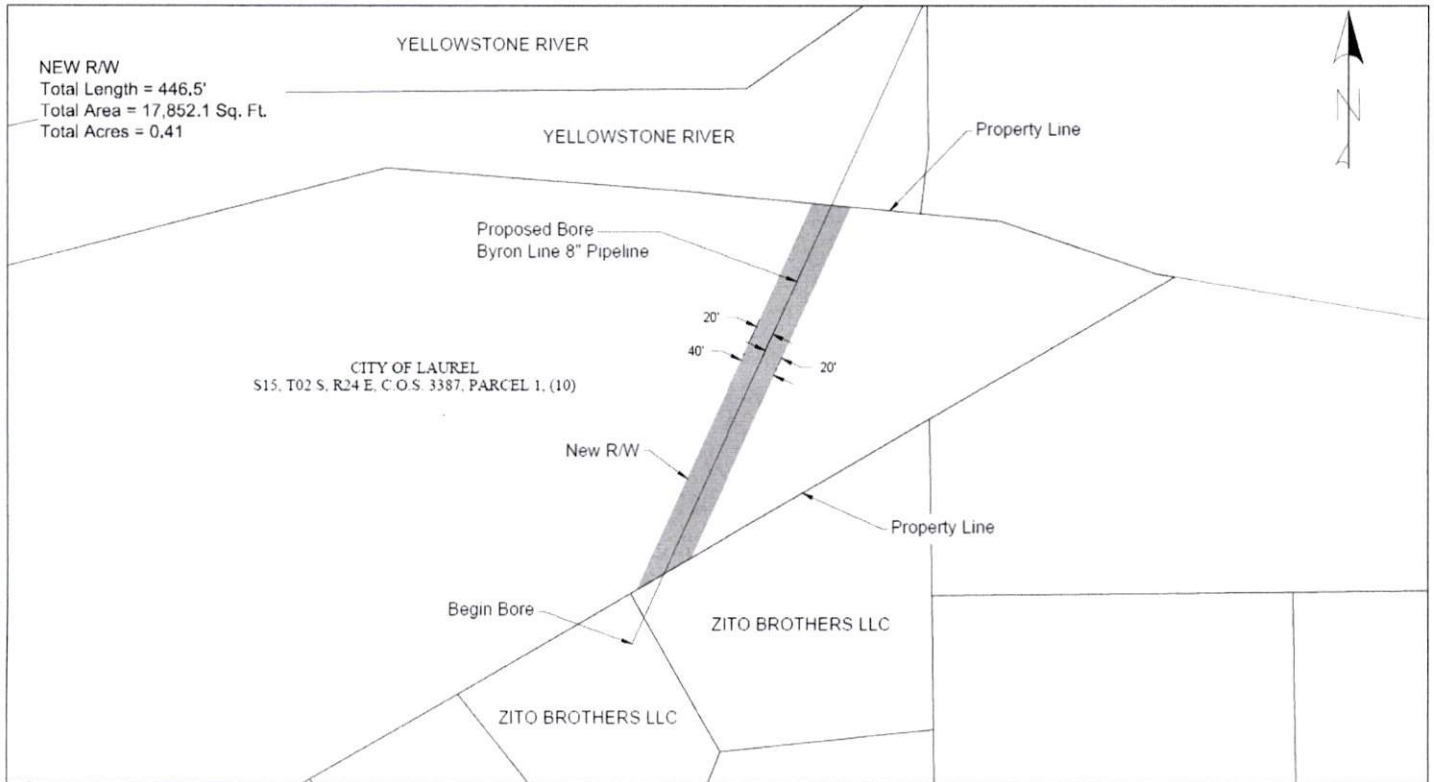 YELLOWSTONE RIVER
NEW R/W
Total Length = 446.5'
Total Area = 17,852.1 Sq. Ft.
Total Acres = 0.41
YELLOWSTONE RIVER
Property Line
N
Proposed Bore
Byron Line 8" Pipeline
20'
40'
20'
CITY OF LAUREL
S15, T02 S, R24 E, C.O.S. 3387, PARCEL 1, (10)
New R/W
Property Line
Begin Bore
ZITO BROTHERS LLC
ZITO BROTHERS LLC